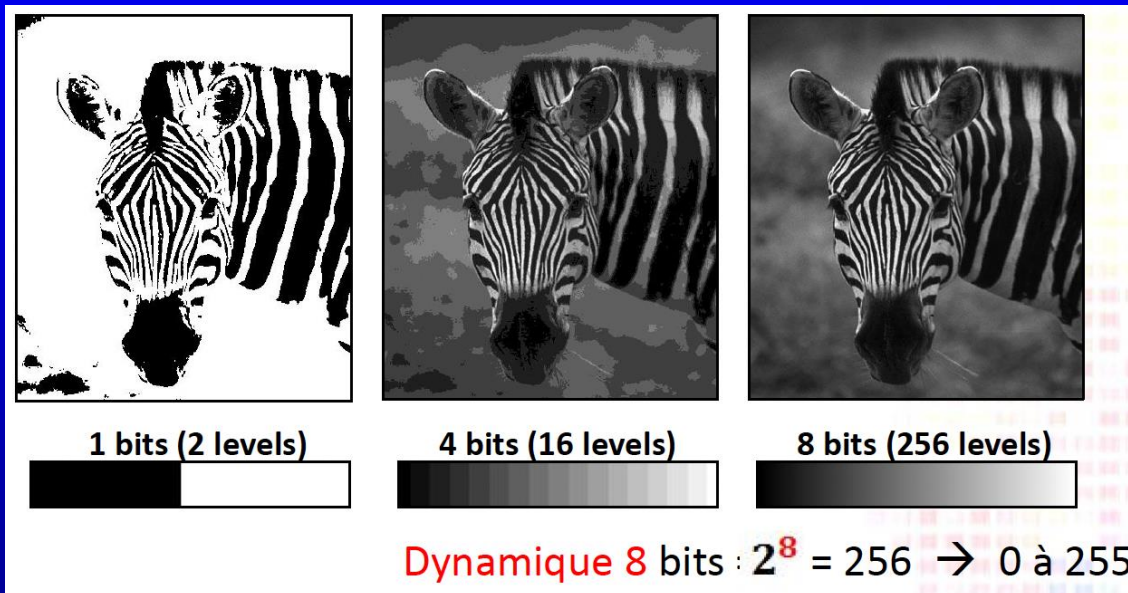 1 bits (2 levels) 4 bits (16 levels) 8 bits (256 levels)
Dynamique 8 bits : 2⁸ = 256 → 0 à 255